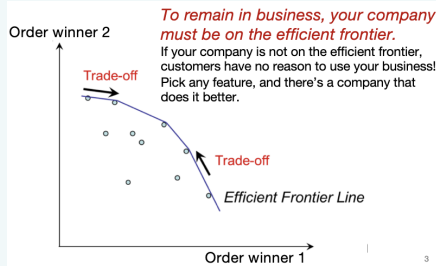 To remain in business, your company
must be on the efficient frontier.
If your company is not on the efficient frontier,
customers have no reason to use your business!
Pick any feature, and there's a company that
does it better.
Order winner 2
Trade-off
Trade-off
Efficient Frontier Line
Order winner 1
3